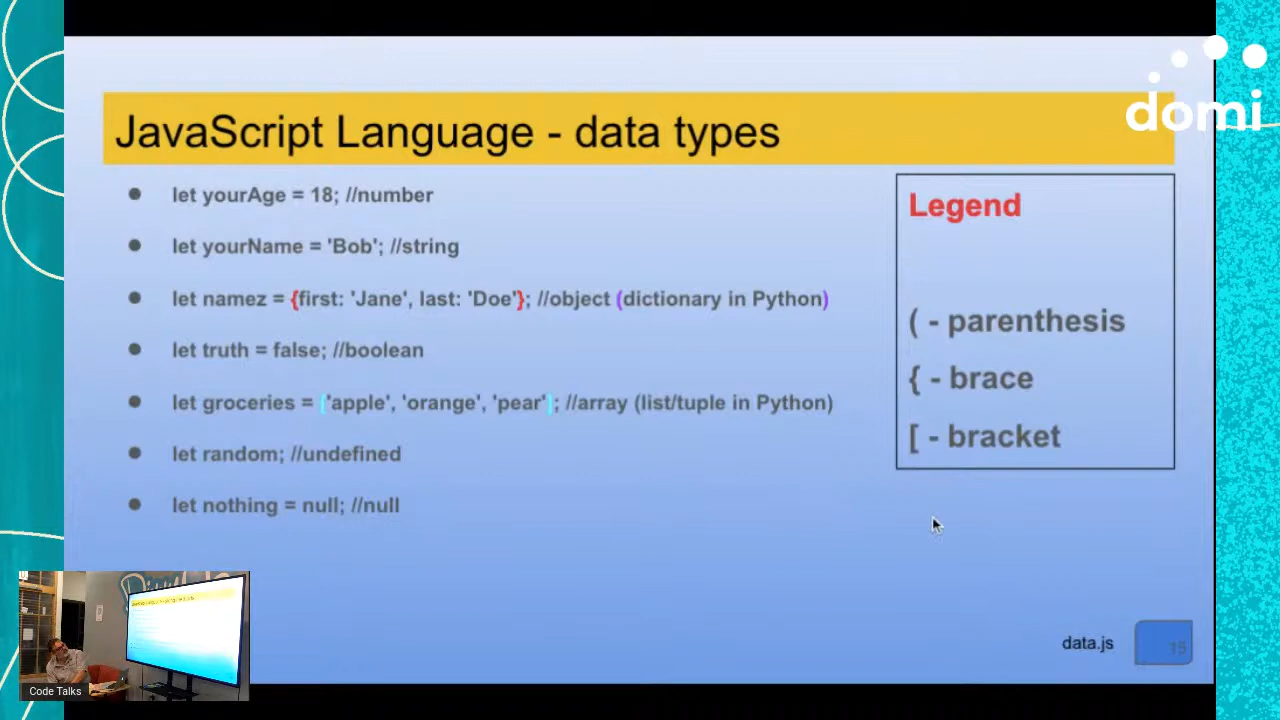 domi
JavaScript Language - data types
let yourAge = 18; //number
let yourName = 'Bob'; //string
let namez = {first: 'Jane', last: 'Doe'}; //object (dictionary in Python)
let truth = false; //boolean
let groceries = ['apple', 'orange', 'pear']; //array (list/tuple in Python)
let random; //undefined
let nothing = null; //null
Legend
( - parenthesis
{ - brace
[ - bracket
data.js
15
Code Talks